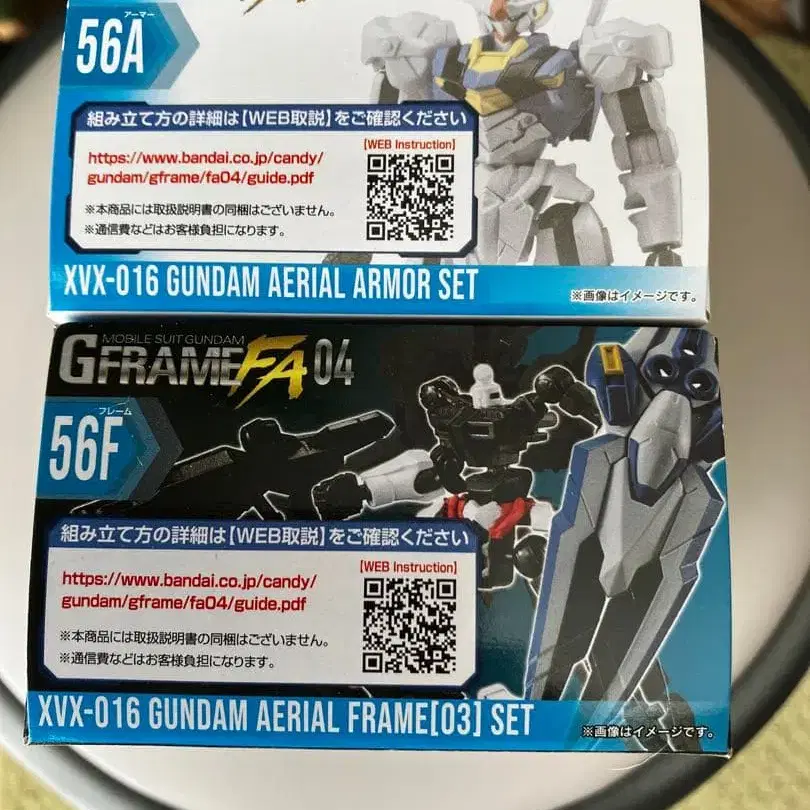 アーマー
56A
組み立て方の詳細は【WEB取説】をご確認ください
[WEB Instruction]
https://www.bandai.co.jp/candy/
gundam/gframe/fa04/guide.pdf
※本商品には取扱説明書の同梱はございません。
※通信費などはお客様負担になります。
XVX-016 GUNDAM AERIAL ARMOR SET
※画像はイメージです。
MOBILE SUIT GUNDAM
GFRAMEFA 04
フレーム
56F
組み立て方の詳細は【WEB取説】をご確認ください
[WEB Instruction]
https://www.bandai.co.jp/candy/
gundam/gframe/fa04/guide.pdf
※本商品には取扱説明書の同梱はございません。
※通信費などはお客様負担になります。
XVX-016 GUNDAM AERIAL FRAME[03] SET
※画像はイメージです。